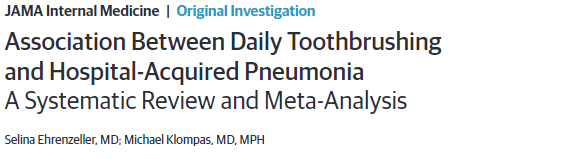 JAMA Internal Medicine | Original Investigation
Association Between Daily Toothbrushing
and Hospital-Acquired Pneumonia
A Systematic Review and Meta-Analysis
Selina Ehrenzeller, MD; Michael Klompas, MD, MPH